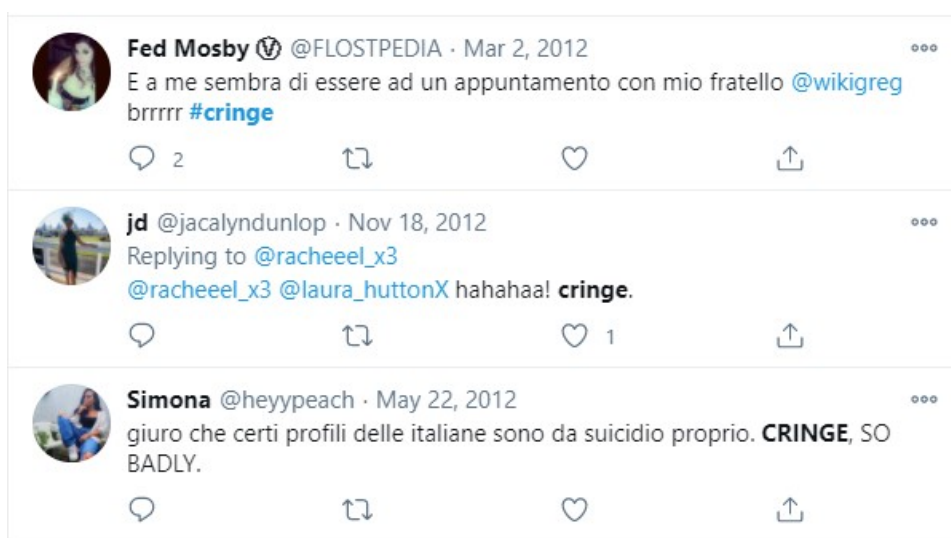 Fed Mosby Ⓥ @FLOSTPEDIA · Mar 2, 2012
E a me sembra di essere ad un appuntamento con mio fratello @wikigreg
brrrrr #cringe
2
jd @jacalyndunlop · Nov 18, 2012
Replying to @racheeel_x3
@racheeel_x3 @laura_huttonX hahahaa! cringe.
1
Simona @heyypeach · May 22, 2012
giuro che certi profili delle italiane sono da suicidio proprio. CRINGE, SO
BADLY.